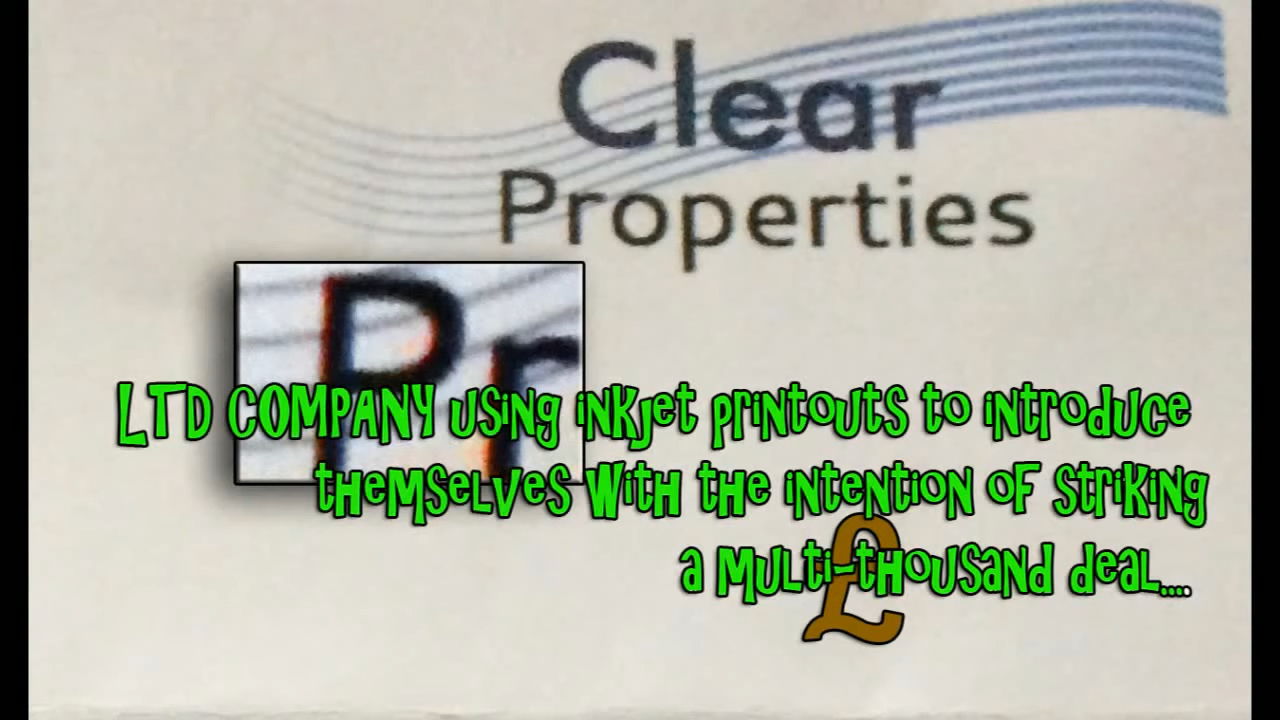 Clear
Properties
Pr
LTD COMPANY using inkjet printouts to introduce
themselves with the intention of striking
a multi-thousand deal....
£